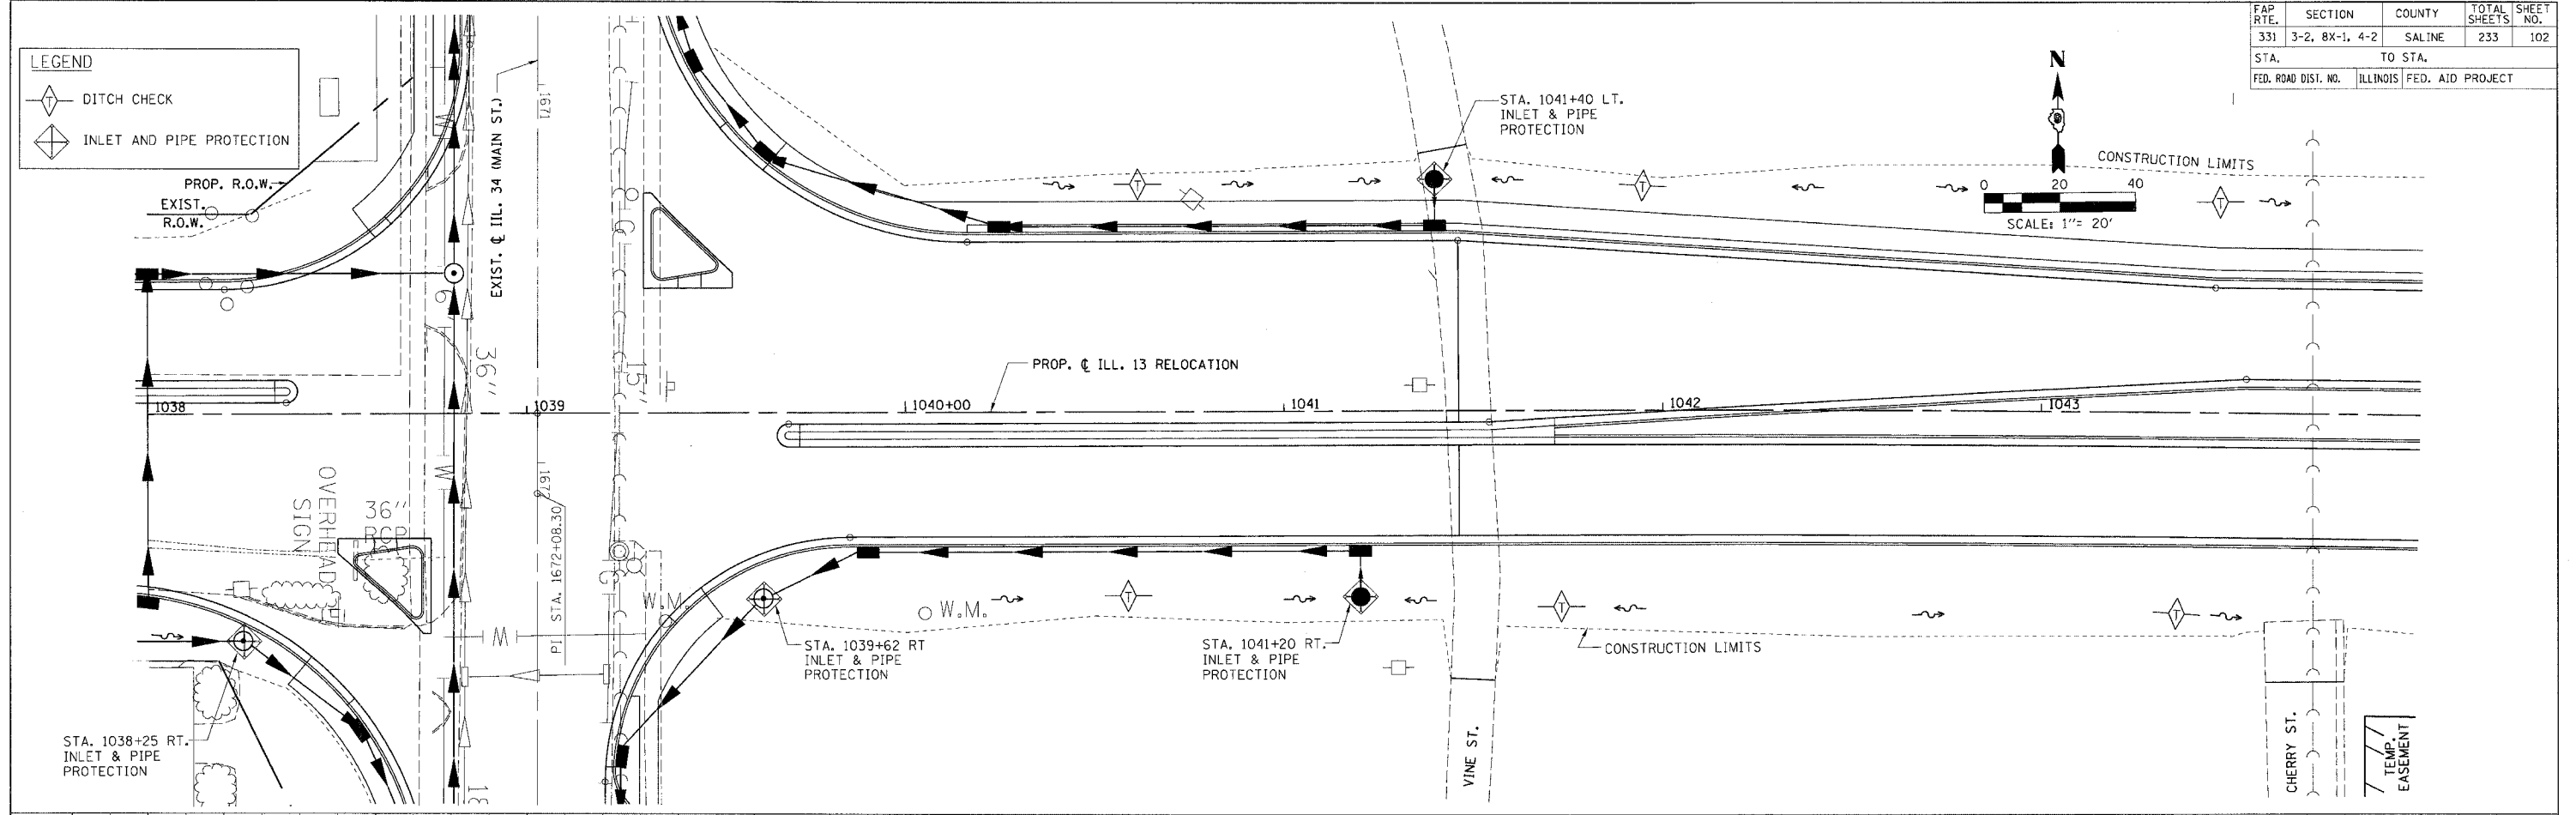 FAP RTE.
SECTION
COUNTY
TOTAL SHEETS
SHEET NO.
331
3-2, 8X-1, 4-2
SALINE
233
102
STA.
TO STA.
FED. ROAD DIST. NO.
ILLINOIS
FED. AID PROJECT
LEGEND
T
DITCH CHECK
INLET AND PIPE PROTECTION
PROP. R.O.W.
EXIST.
R.O.W.
W
EXIST. ℄ ILL. 34 (MAIN ST.)
1671
STA. 1041+40 LT.
INLET & PIPE
PROTECTION
N
CONSTRUCTION LIMITS
0 20 40
SCALE: 1"= 20'
T
T
T
G
6"
36"
15"
PROP. ℄ ILL. 13 RELOCATION
1038
1039
1040+00
1041
1042
1043
W
OVERHEAD
SIGN
36"
RCP
1672
PI STA. 1672+08.30
G
W.M.
W.M.
W
T
T
T
STA. 1039+62 RT
INLET & PIPE
PROTECTION
STA. 1041+20 RT.
INLET & PIPE
PROTECTION
CONSTRUCTION LIMITS
STA. 1038+25 RT.
INLET & PIPE
PROTECTION
18
VINE ST.
CHERRY ST.
TEMP.
EASEMENT